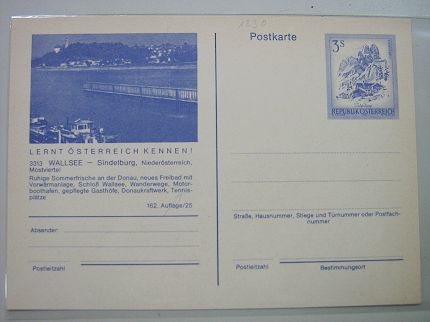 1230
Postkarte
3 S
REPUBLIK ÖSTERREICH
LERNT ÖSTERREICH KENNEN!
3313 WALLSEE – Sindelburg, Niederösterreich,
Mostviertel
Ruhige Sommerfrische an der Donau, neues Freibad mit
Vorwärmanlage, Schloß Wallsee, Wanderwege, Motor-
boothafen, gepflegte Gasthöfe, Donaukraftwerk, Tennis-
plätze
162. Auflage/25
Absender:
Postleitzahl
Straße, Hausnummer, Stiege und Türnummer oder Postfach-
nummer
Postleitzahl Bestimmungsort